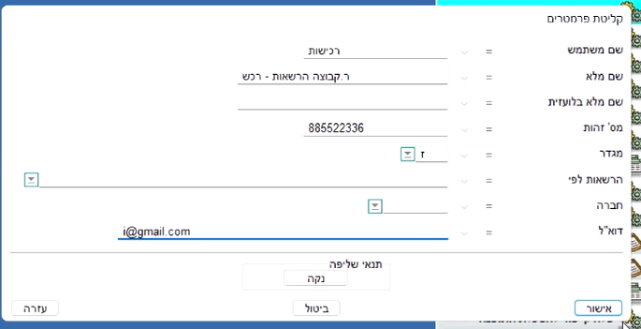 קליטת פרמטרים
שם משתמש = רכישות
שם מלא = ר.קבוצה הרשאות - רכש
שם מלא בלועזית =
מס' זהות = 885522336
מגדר = ז
הרשאות לפי =
חברה =
דוא"ל = i@gmail.com
תנאי שליפה
נקה
אישור ביטול עזרה